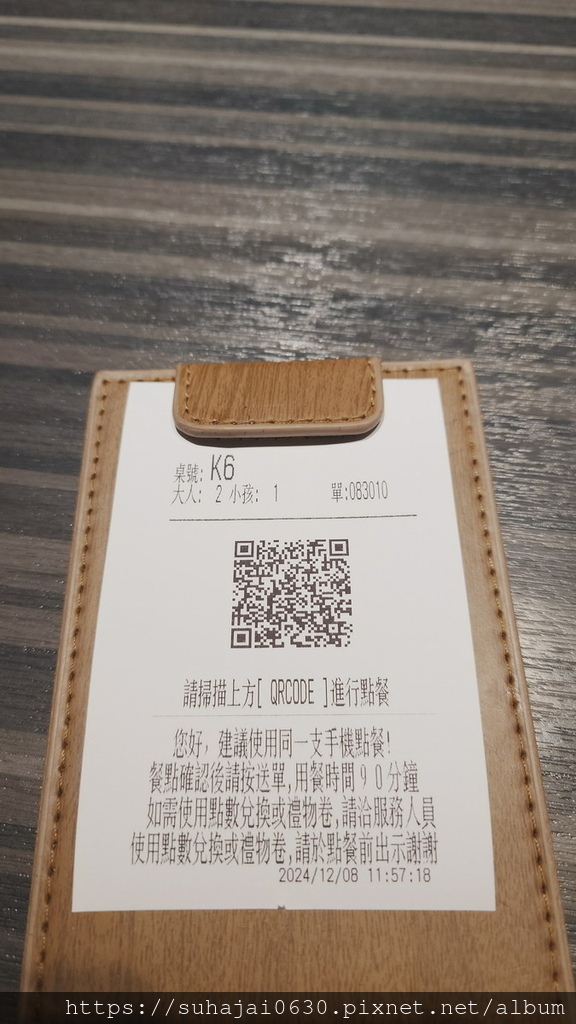 桌號: K6
大人: 2 小孩: 1 單:083010
請掃描上方[ QRCODE ]進行點餐
您好, 建議使用同一支手機點餐!
餐點確認後請按送單,用餐時間90分鐘
如需使用點數兌換或禮物卷,請洽服務人員
使用點數兌換或禮物卷,請於點餐前出示謝謝
2024/12/08 11:57:18
https://suhajai0630.pixnet.net/album